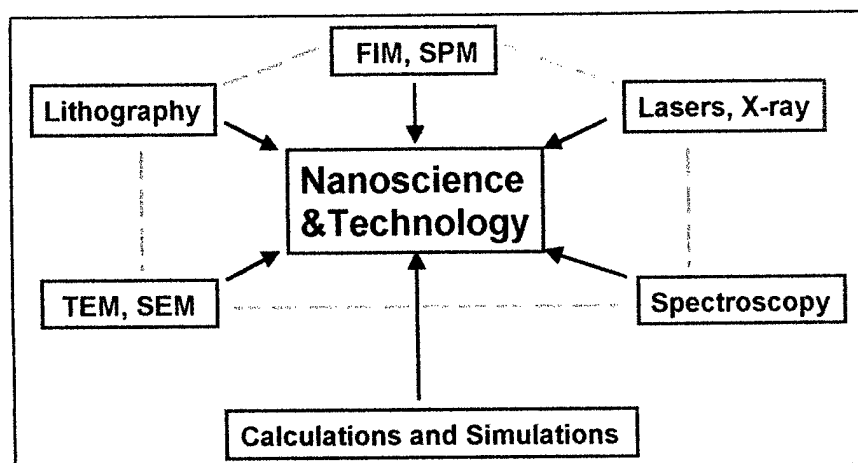 FIM, SPM
Lithography
Lasers, X-ray
Nanoscience
&Technology
TEM, SEM
Spectroscopy
Calculations and Simulations